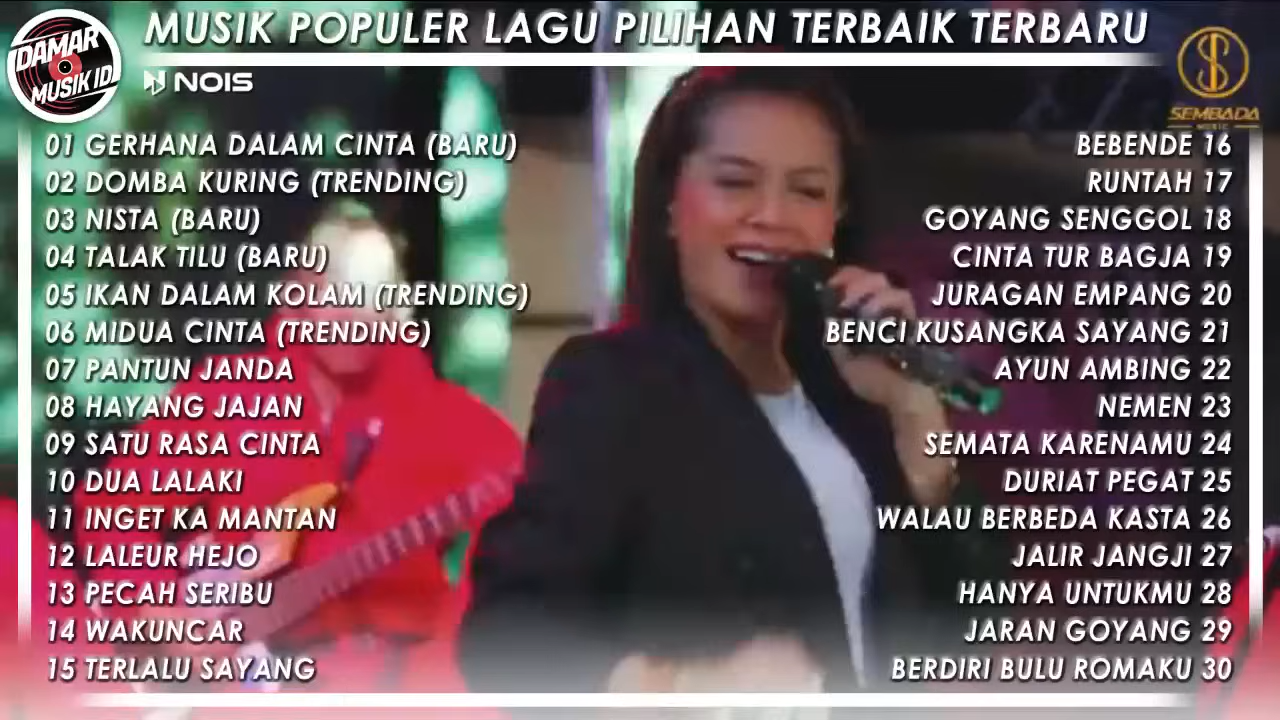 DAMAR
MUSIK ID
MUSIK POPULER LAGU PILIHAN TERBAIK TERBARU
NOIS
SEMBADA
MUSIC
01 GERHANA DALAM CINTA (BARU)
02 DOMBA KURING (TRENDING)
03 NISTA (BARU)
04 TALAK TILU (BARU)
05 IKAN DALAM KOLAM (TRENDING)
06 MIDUA CINTA (TRENDING)
07 PANTUN JANDA
08 HAYANG JAJAN
09 SATU RASA CINTA
10 DUA LALAKI
11 INGET KA MANTAN
12 LALEUR HEJO
13 PECAH SERIBU
14 WAKUNCAR
15 TERLALU SAYANG
BEBENDE 16
RUNTAH 17
GOYANG SENGGOL 18
CINTA TUR BAGJA 19
JURAGAN EMPANG 20
BENCI KUSANGKA SAYANG 21
AYUN AMBING 22
NEMEN 23
SEMATA KARENAMU 24
DURIAT PEGAT 25
WALAU BERBEDA KASTA 26
JALIR JANGJI 27
HANYA UNTUKMU 28
JARAN GOYANG 29
BERDIRI BULU ROMAKU 30